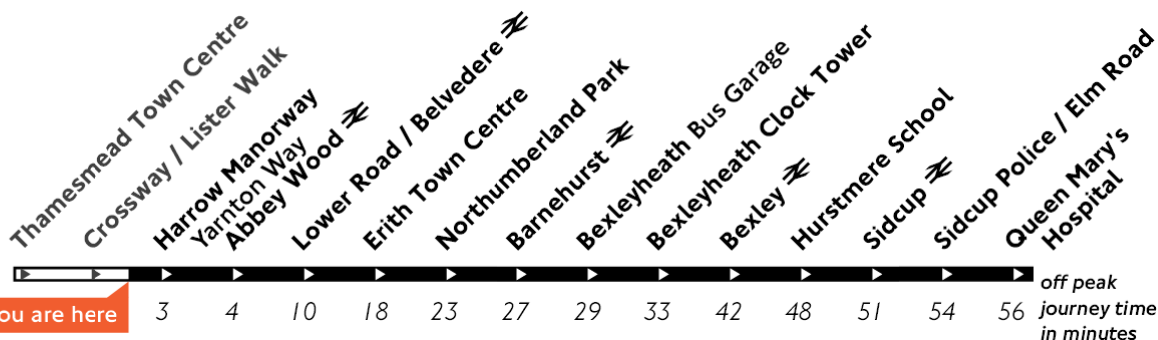 Thamesmead Town Centre
Crossway / Lister Walk
Harrow Manorway
Yarnton Way
Abbey Wood
Lower Road / Belvedere
Erith Town Centre
Northumberland Park
Barnehurst
Bexleyheath Bus Garage
Bexleyheath Clock Tower
Bexley
Hurstmere School
Sidcup
Sidcup Police / Elm Road
Queen Mary's
Hospital
ou are here
3 4 10 18 23 27 29 33 42 48 51 54 56
off peak
journey time
in minutes